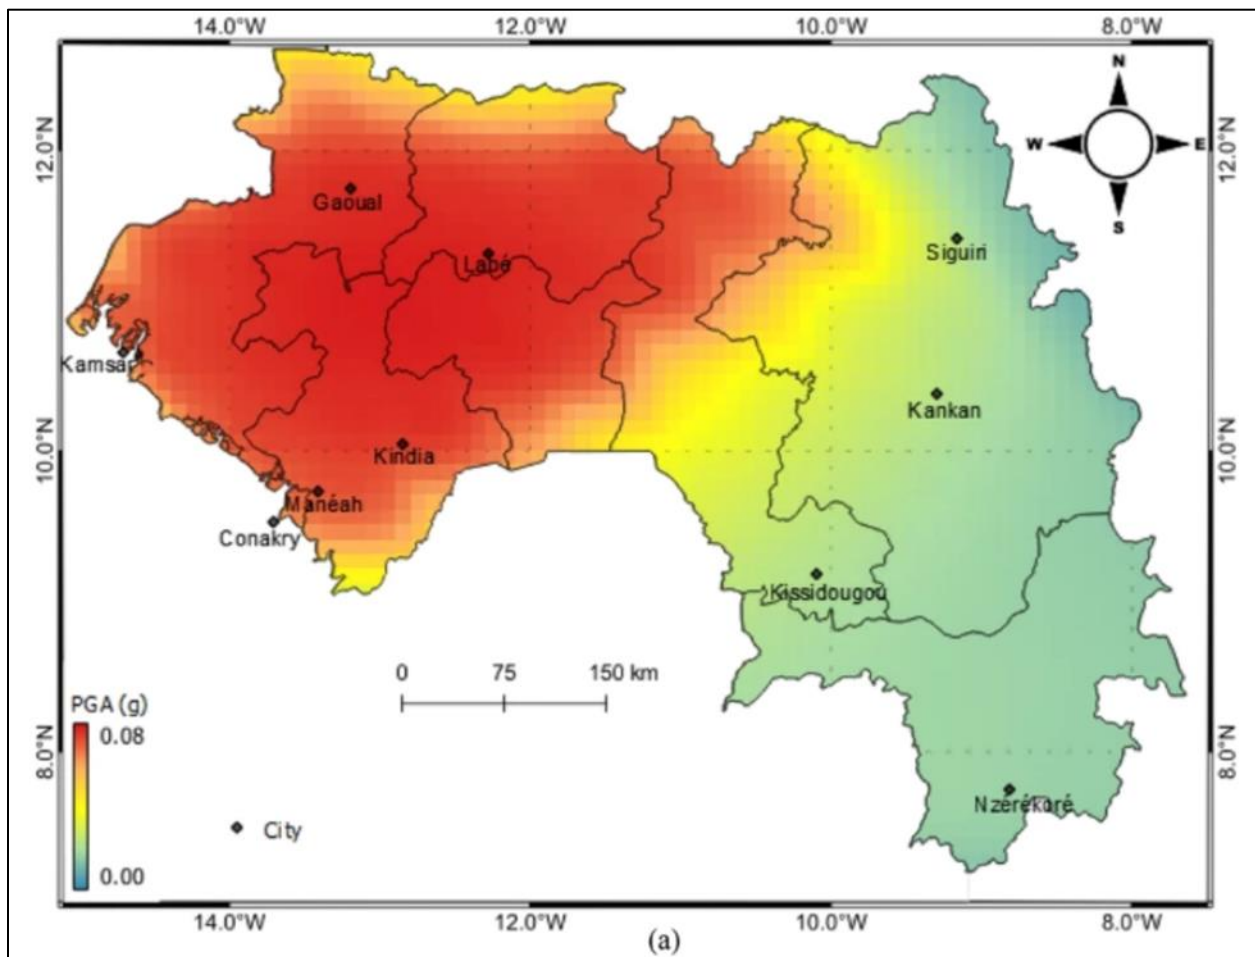 14.0°W 12.0°W 10.0°W 8.0°W
N
W E
S
12.0°N 12.0°N
Gaoual
Labé
Siguiri
Kamsar
Kankan
10.0°N 10.0°N
Kindia
Manéah
Conakry
Kissidougou
0 75 150 km
PGA (g)
0.08
8.0°N 8.0°N
Nzérékoré
City
0.00
14.0°W 12.0°W 10.0°W 8.0°W
(a)